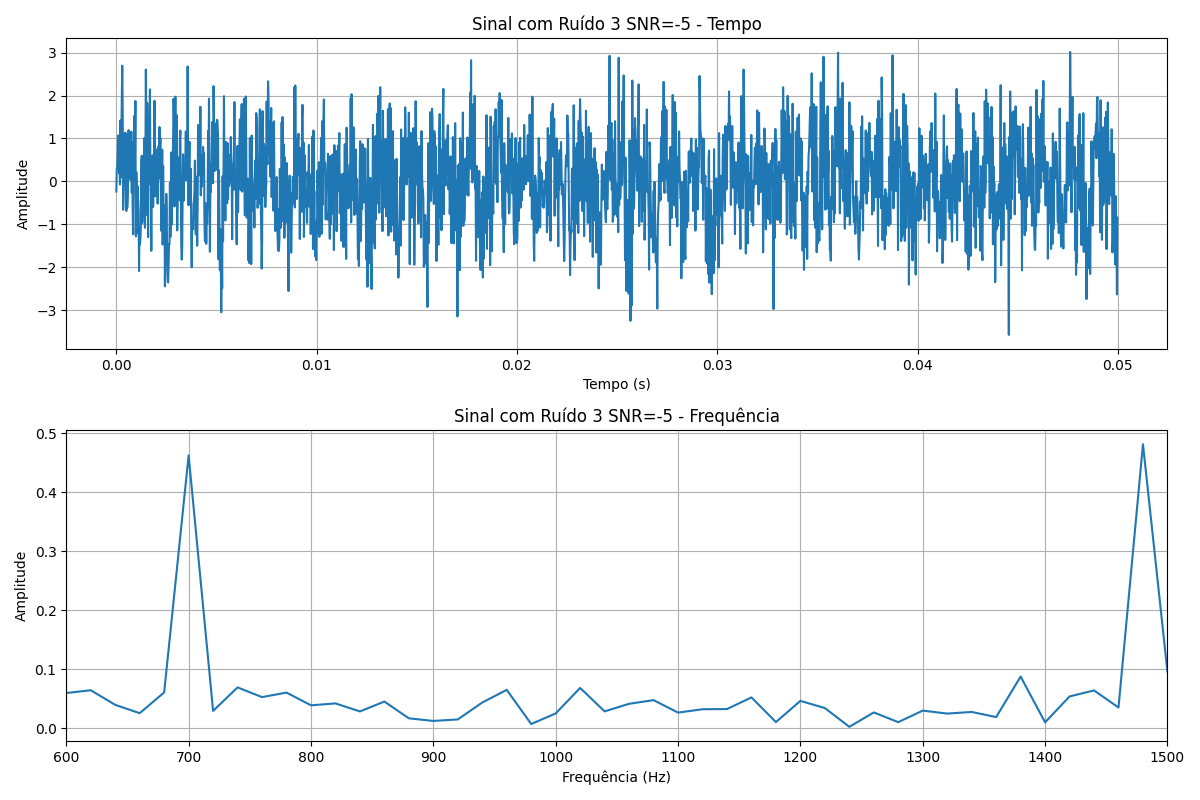 Sinal com Ruído 3 SNR=-5 - Tempo
3
2
1
0
−1
−2
−3
Amplitude
0.00 0.01 0.02 0.03 0.04 0.05
Tempo (s)
Sinal com Ruído 3 SNR=-5 - Frequência
0.5
0.4
0.3
0.2
0.1
0.0
Amplitude
600 700 800 900 1000 1100 1200 1300 1400 1500
Frequência (Hz)